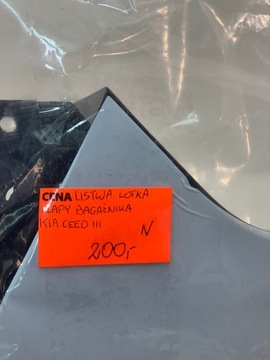 CENA LISTWA LOTKA
KLAPY BAGAŻNIKA
KIA CEED III N
200,-